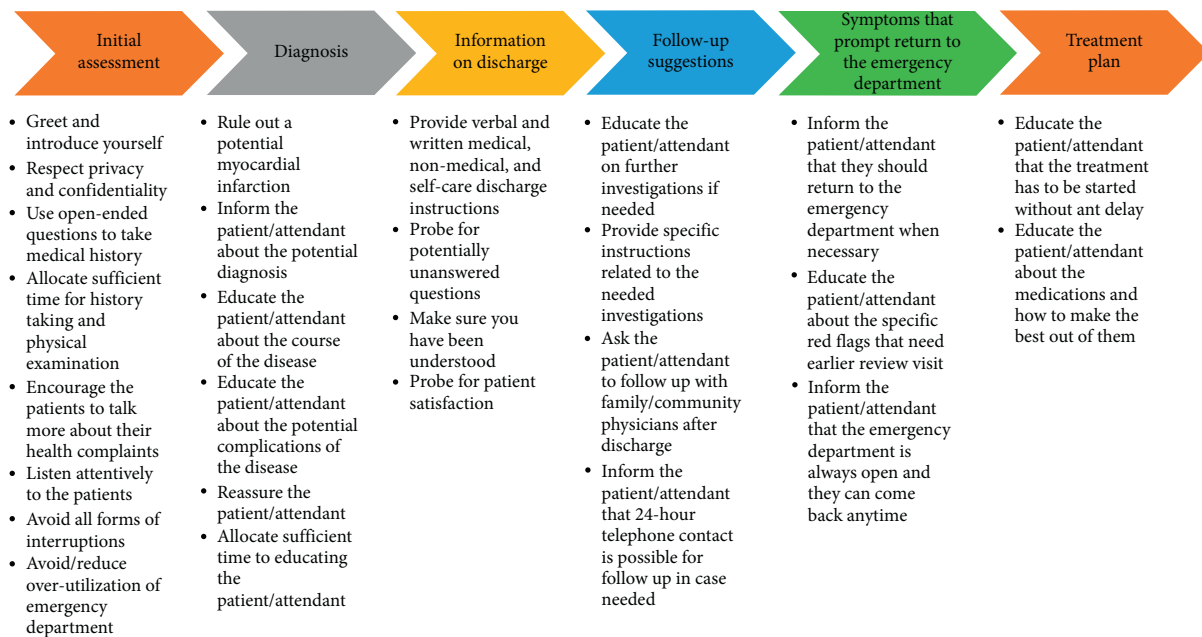 Initial
assessment
Diagnosis
Information
on discharge
Follow-up
suggestions
Symptoms that
prompt return to
the emergency
department
Treatment
plan
• Greet and
introduce yourself
• Respect privacy
and confidentiality
• Use open-ended
questions to take
medical history
• Allocate sufficient
time for history
taking and
physical
examination
• Encourage the
patients to talk
more about their
health complaints
• Listen attentively
to the patients
• Avoid all forms of
interruptions
• Avoid/reduce
over-utilization of
emergency
department
• Rule out a
potential
myocardial
infarction
• Inform the
patient/attendant
about the potential
diagnosis
• Educate the
patient/attendant
about the course
of the disease
• Educate the
patient/attendant
about the potential
complications of
the disease
• Reassure the
patient/attendant
• Allocate sufficient
time to educating
the
patient/attendant
• Provide verbal and
written medical,
non-medical, and
self-care discharge
instructions
• Probe for
potentially
unanswered
questions
• Make sure you
have been
understood
• Probe for patient
satisfaction
• Educate the
patient/attendant
on further
investigations if
needed
• Provide specific
instructions
related to the
needed
investigations
• Ask the
patient/attendant
to follow up with
family/community
physicians after
discharge
• Inform the
patient/attendant
that 24-hour
telephone contact
is possible for
follow up in case
needed
• Inform the
patient/attendant
that they should
return to the
emergency
department when
necessary
• Educate the
patient/attendant
about the specific
red flags that need
earlier review visit
• Inform the
patient/attendant
that the emergency
department is
always open and
they can come
back anytime
• Educate the
patient/attendant
that the treatment
has to be started
without ant delay
• Educate the
patient/attendant
about the
medications and
how to make the
best out of them